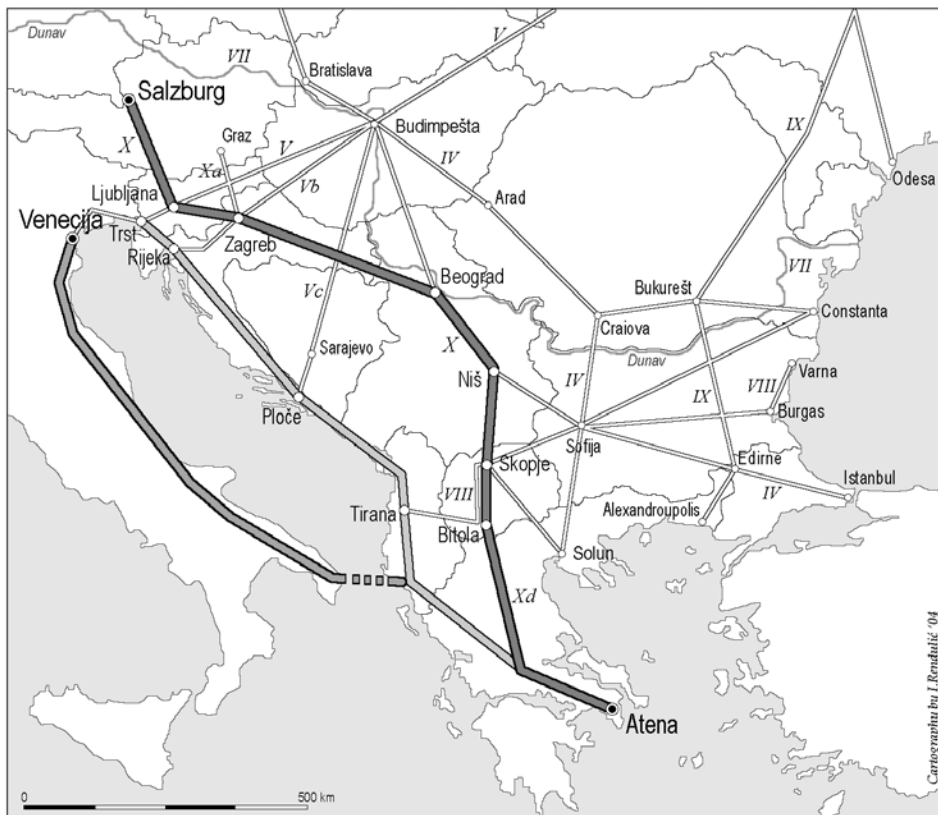 Dunav
VII
V
Bratislava
Salzburg
Budimpešta
Graz
X
V
IX
IV
Xa
Vb
Odesa
Ljubljana
Arad
Venecija
Trst
Zagreb
Rijeka
VII
Beograd
Bukurešt
Vc
Constanta
Craiova
X
Sarajevo
Dunav
Niš
IV
Varna
VIII
IX
Ploče
Burgas
Sofija
Skopje
Edirne
VIII
Istanbul
IV
Tirana
Alexandroupolis
Bitola
Solun
Xd
Atena
Cartography by I.Rendulić '04
0
500 km